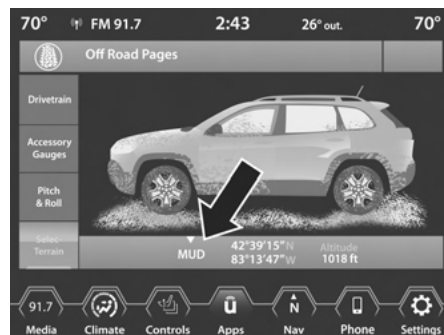 70° FM 91.7 2:43 26° out. 70°
Off Road Pages
Drivetrain
Accessory
Gauges
Pitch
& Roll
Selec-
Terrain
MUD
42°39'15"N
83°13'47"W
Altitude
1018 ft
91.7
û
N
Media Climate Controls Apps Nav Phone Settings